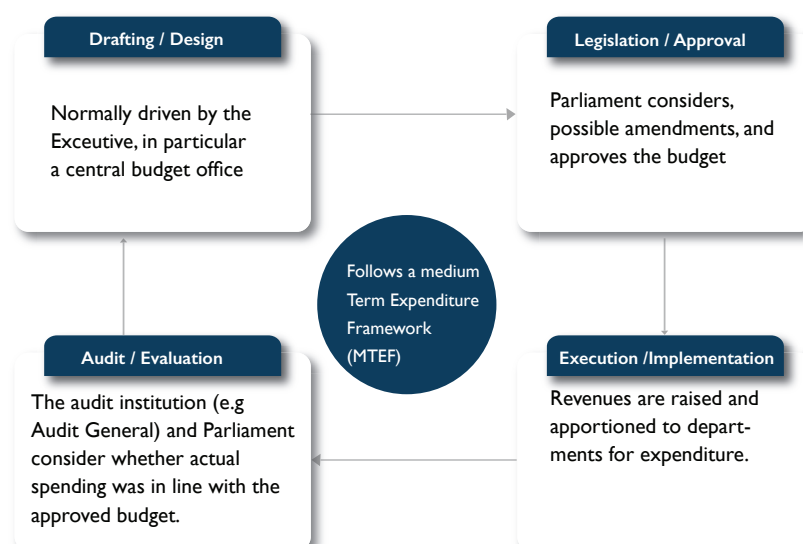 Drafting / Design
Normally driven by the
Exceutive, in particular
a central budget office
Legislation / Approval
Parliament considers,
possible amendments, and
approves the budget
Follows a medium
Term Expenditure
Framework
(MTEF)
Audit / Evaluation
The audit institution (e.g
Audit General) and Parliament
consider whether actual
spending was in line with the
approved budget.
Execution /Implementation
Revenues are raised and
apportioned to depart-
ments for expenditure.